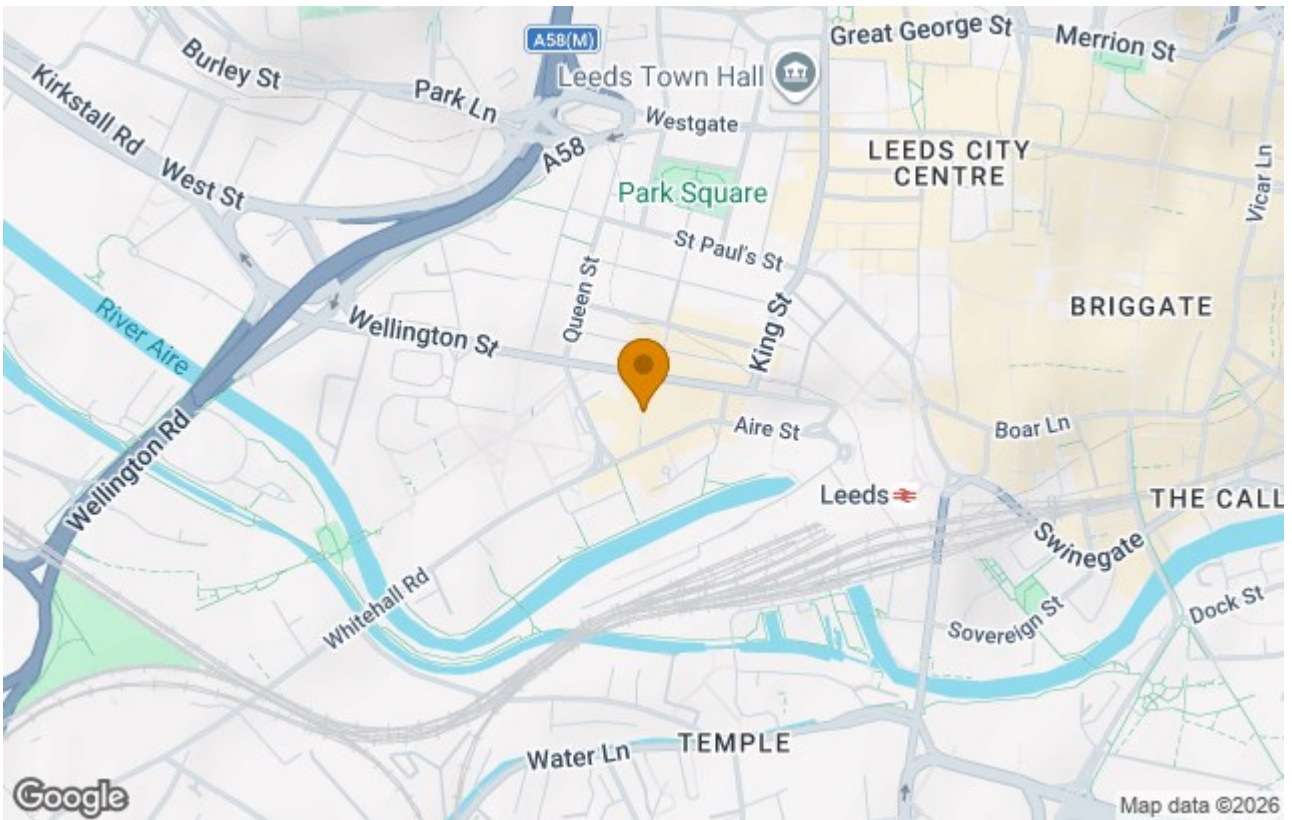 A58(M)
Great George St
Merrion St
Burley St
Leeds Town Hall
Kirkstall Rd
Park Ln
Westgate
A58
LEEDS CITY
CENTRE
West St
Park Square
Vicar Ln
St Paul's St
Queen St
River Aire
Wellington St
King St
BRIGGATE
Wellington Rd
Aire St
Boar Ln
Leeds
THE CALL
Swinegate
Whitehall Rd
Sovereign St
Dock St
Water Ln
TEMPLE
Google
Map data ©2026